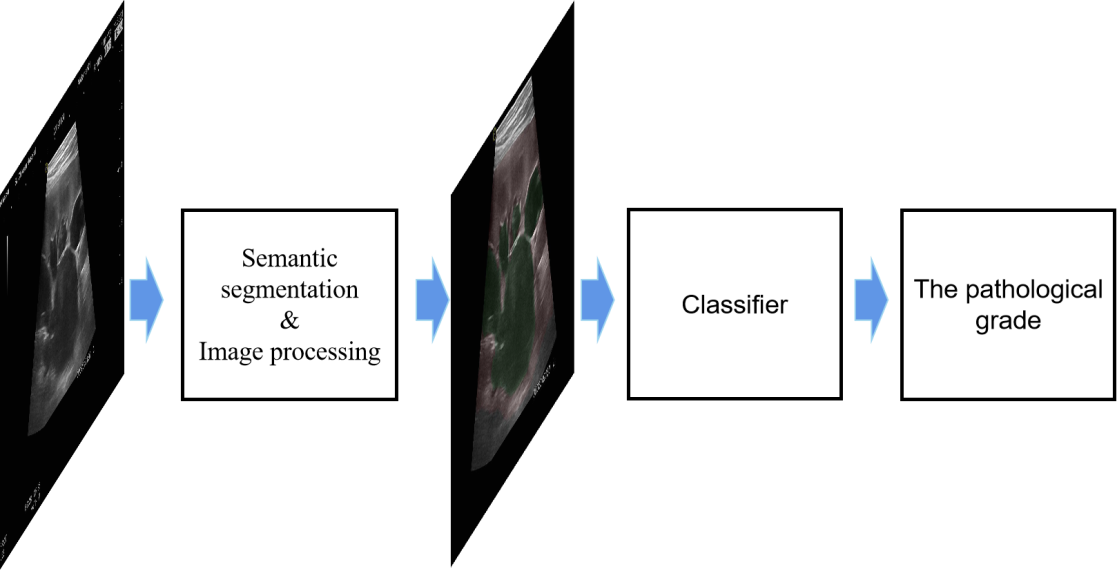 Semantic
segmentation
&
Image processing
Classifier
The pathological
grade